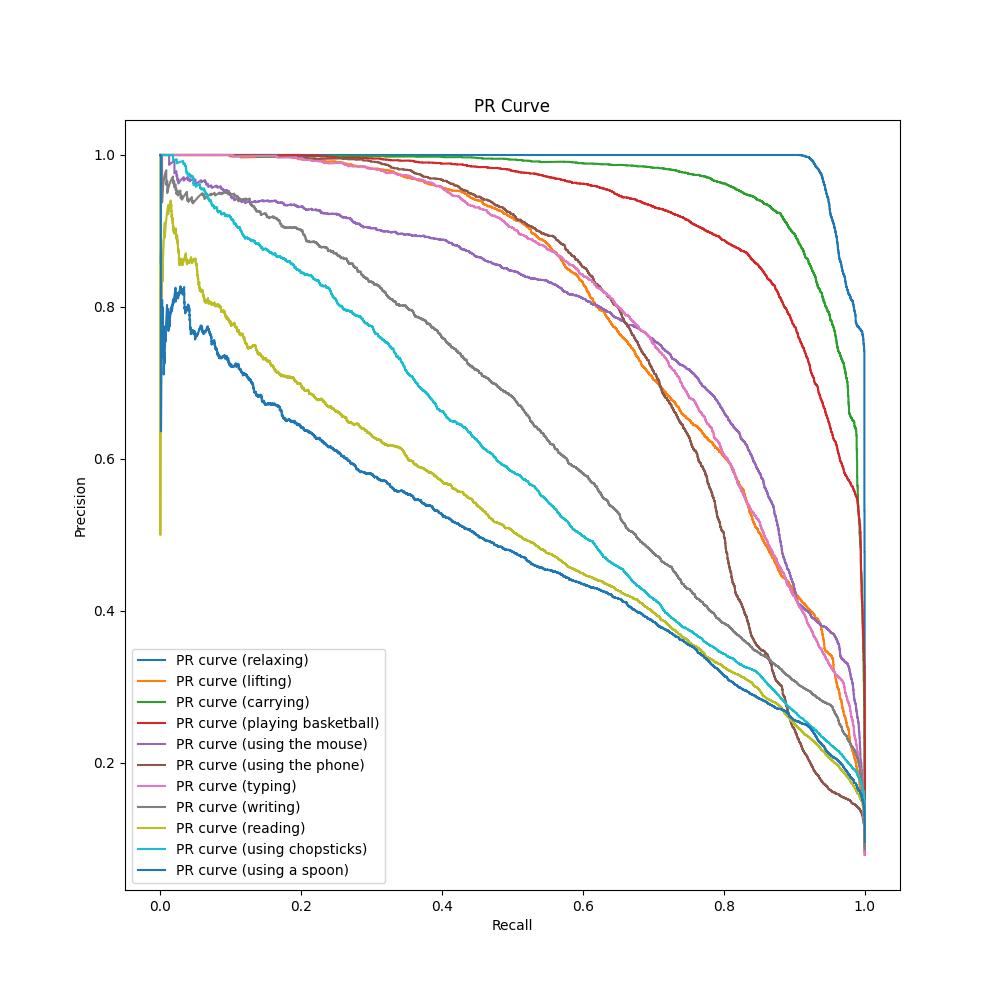 PR Curve
1.0
0.8
0.6
0.4
0.2
Precision
PR curve (relaxing)
PR curve (lifting)
PR curve (carrying)
PR curve (playing basketball)
PR curve (using the mouse)
PR curve (using the phone)
PR curve (typing)
PR curve (writing)
PR curve (reading)
PR curve (using chopsticks)
PR curve (using a spoon)
0.0 0.2 0.4 0.6 0.8 1.0
Recall